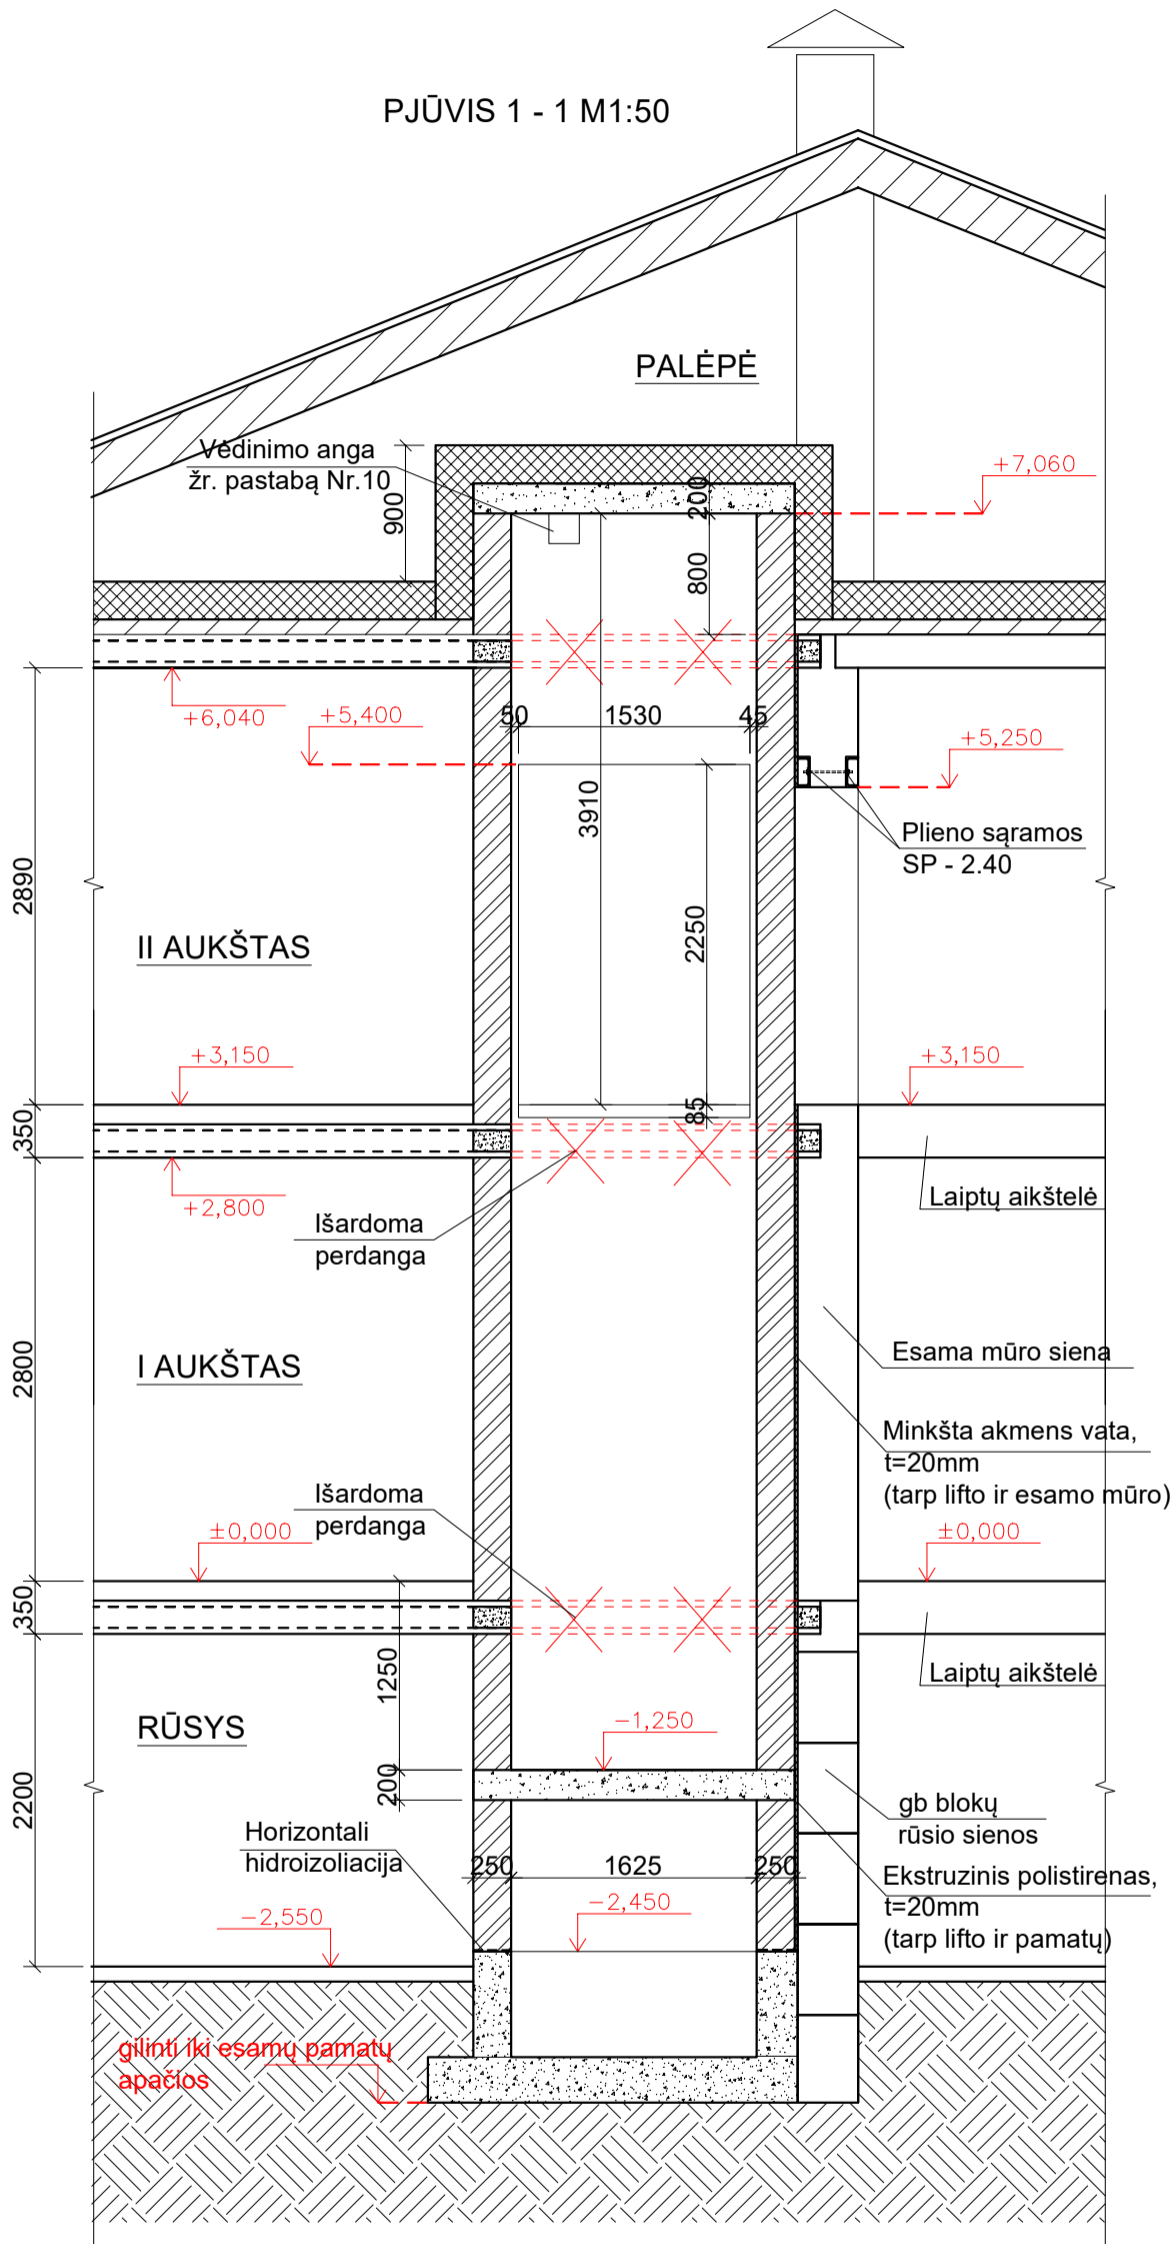 PJŪVIS 1 - 1 M1:50
PALĖPĖ
Vėdinimo anga
žr. pastabą Nr.10
+7,060
900
200
800
+6,040
+5,400
50
1530
45
+5,250
3910
Plieno sąramos
SP - 2.40
2890
2250
II AUKŠTAS
+3,150
+3,150
85
350
+2,800
Laiptų aikštelė
Išardoma
perdanga
Esama mūro siena
2800
I AUKŠTAS
Minkšta akmens vata,
t=20mm
(tarp lifto ir esamo mūro)
Išardoma
perdanga
±0,000
±0,000
350
1250
Laiptų aikštelė
RŪSYS
−1,250
200
2200
gb blokų
rūsio sienos
Horizontali
hidroizoliacija
250
1625
250
Ekstruzinis polistirenas,
t=20mm
(tarp lifto ir pamatų)
−2,550
−2,450
gilinti iki esamų pamatų
apačios